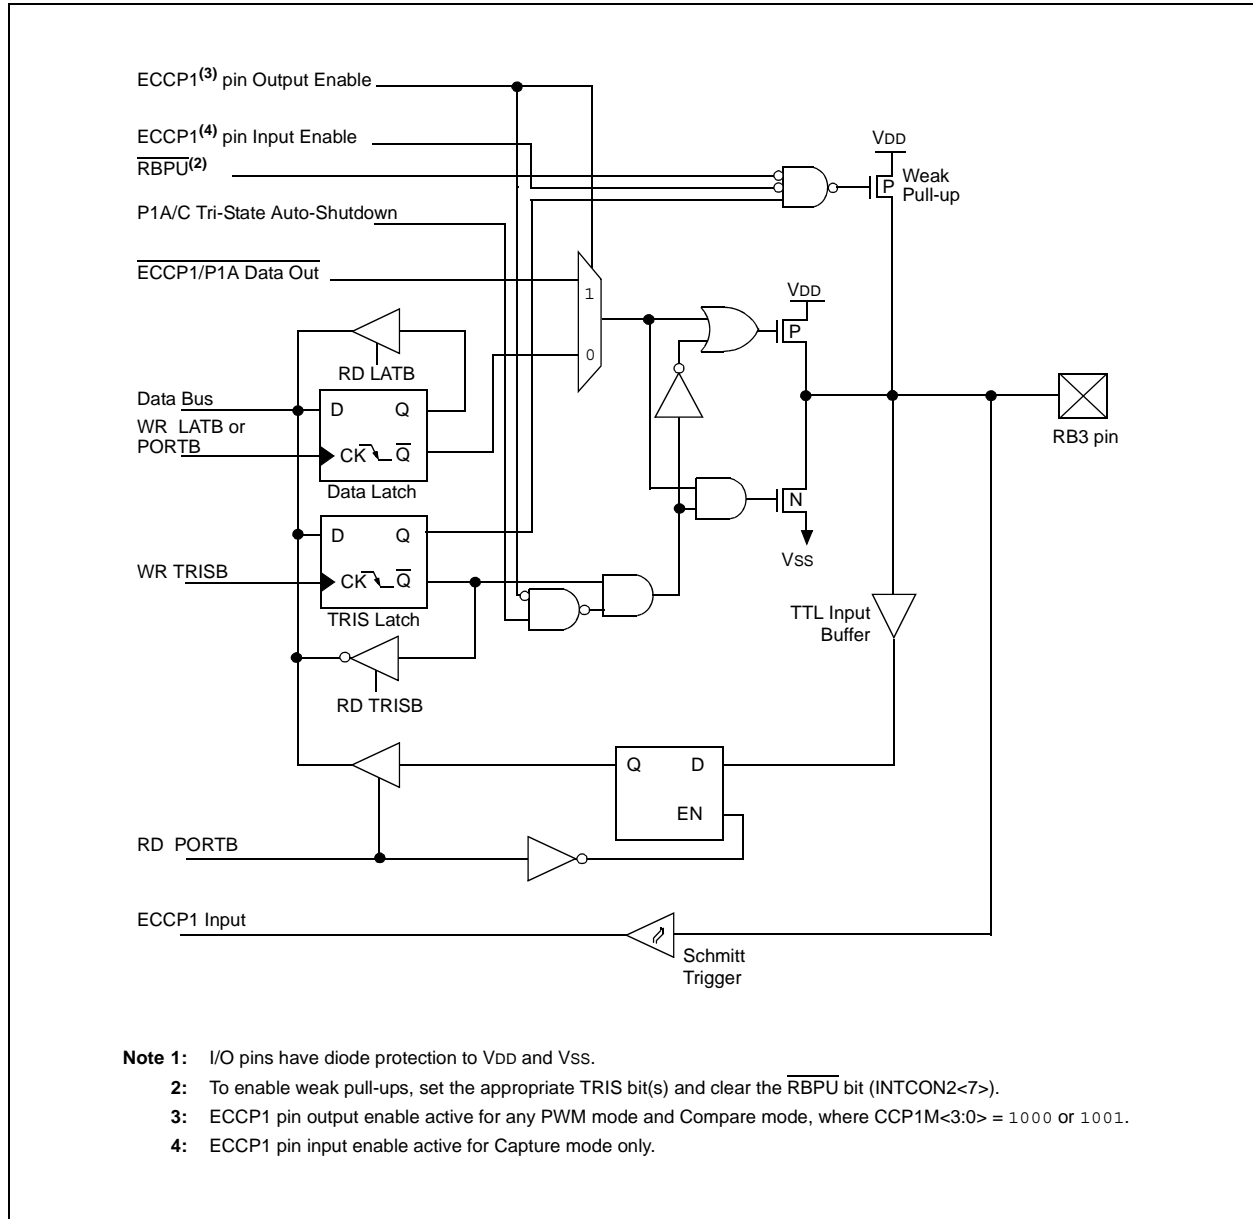 ECCP1(3) pin Output Enable
ECCP1(4) pin Input Enable
RBPU(2)
VDD
P
Weak
Pull-up
P1A/C Tri-State Auto-Shutdown
ECCP1/P1A Data Out
1
0
VDD
P
RD LATB
Data Bus
WR LATB or
PORTB
D Q
CK Q
Data Latch
RB3 pin
N
VSS
D Q
CK Q
TRIS Latch
WR TRISB
TTL Input
Buffer
RD TRISB
Q D
EN
RD PORTB
ECCP1 Input
Schmitt
Trigger
Note 1: I/O pins have diode protection to VDD and VSS.
2: To enable weak pull-ups, set the appropriate TRIS bit(s) and clear the RBPU bit (INTCON2<7>).
3: ECCP1 pin output enable active for any PWM mode and Compare mode, where CCP1M<3:0> = 1000 or 1001.
4: ECCP1 pin input enable active for Capture mode only.